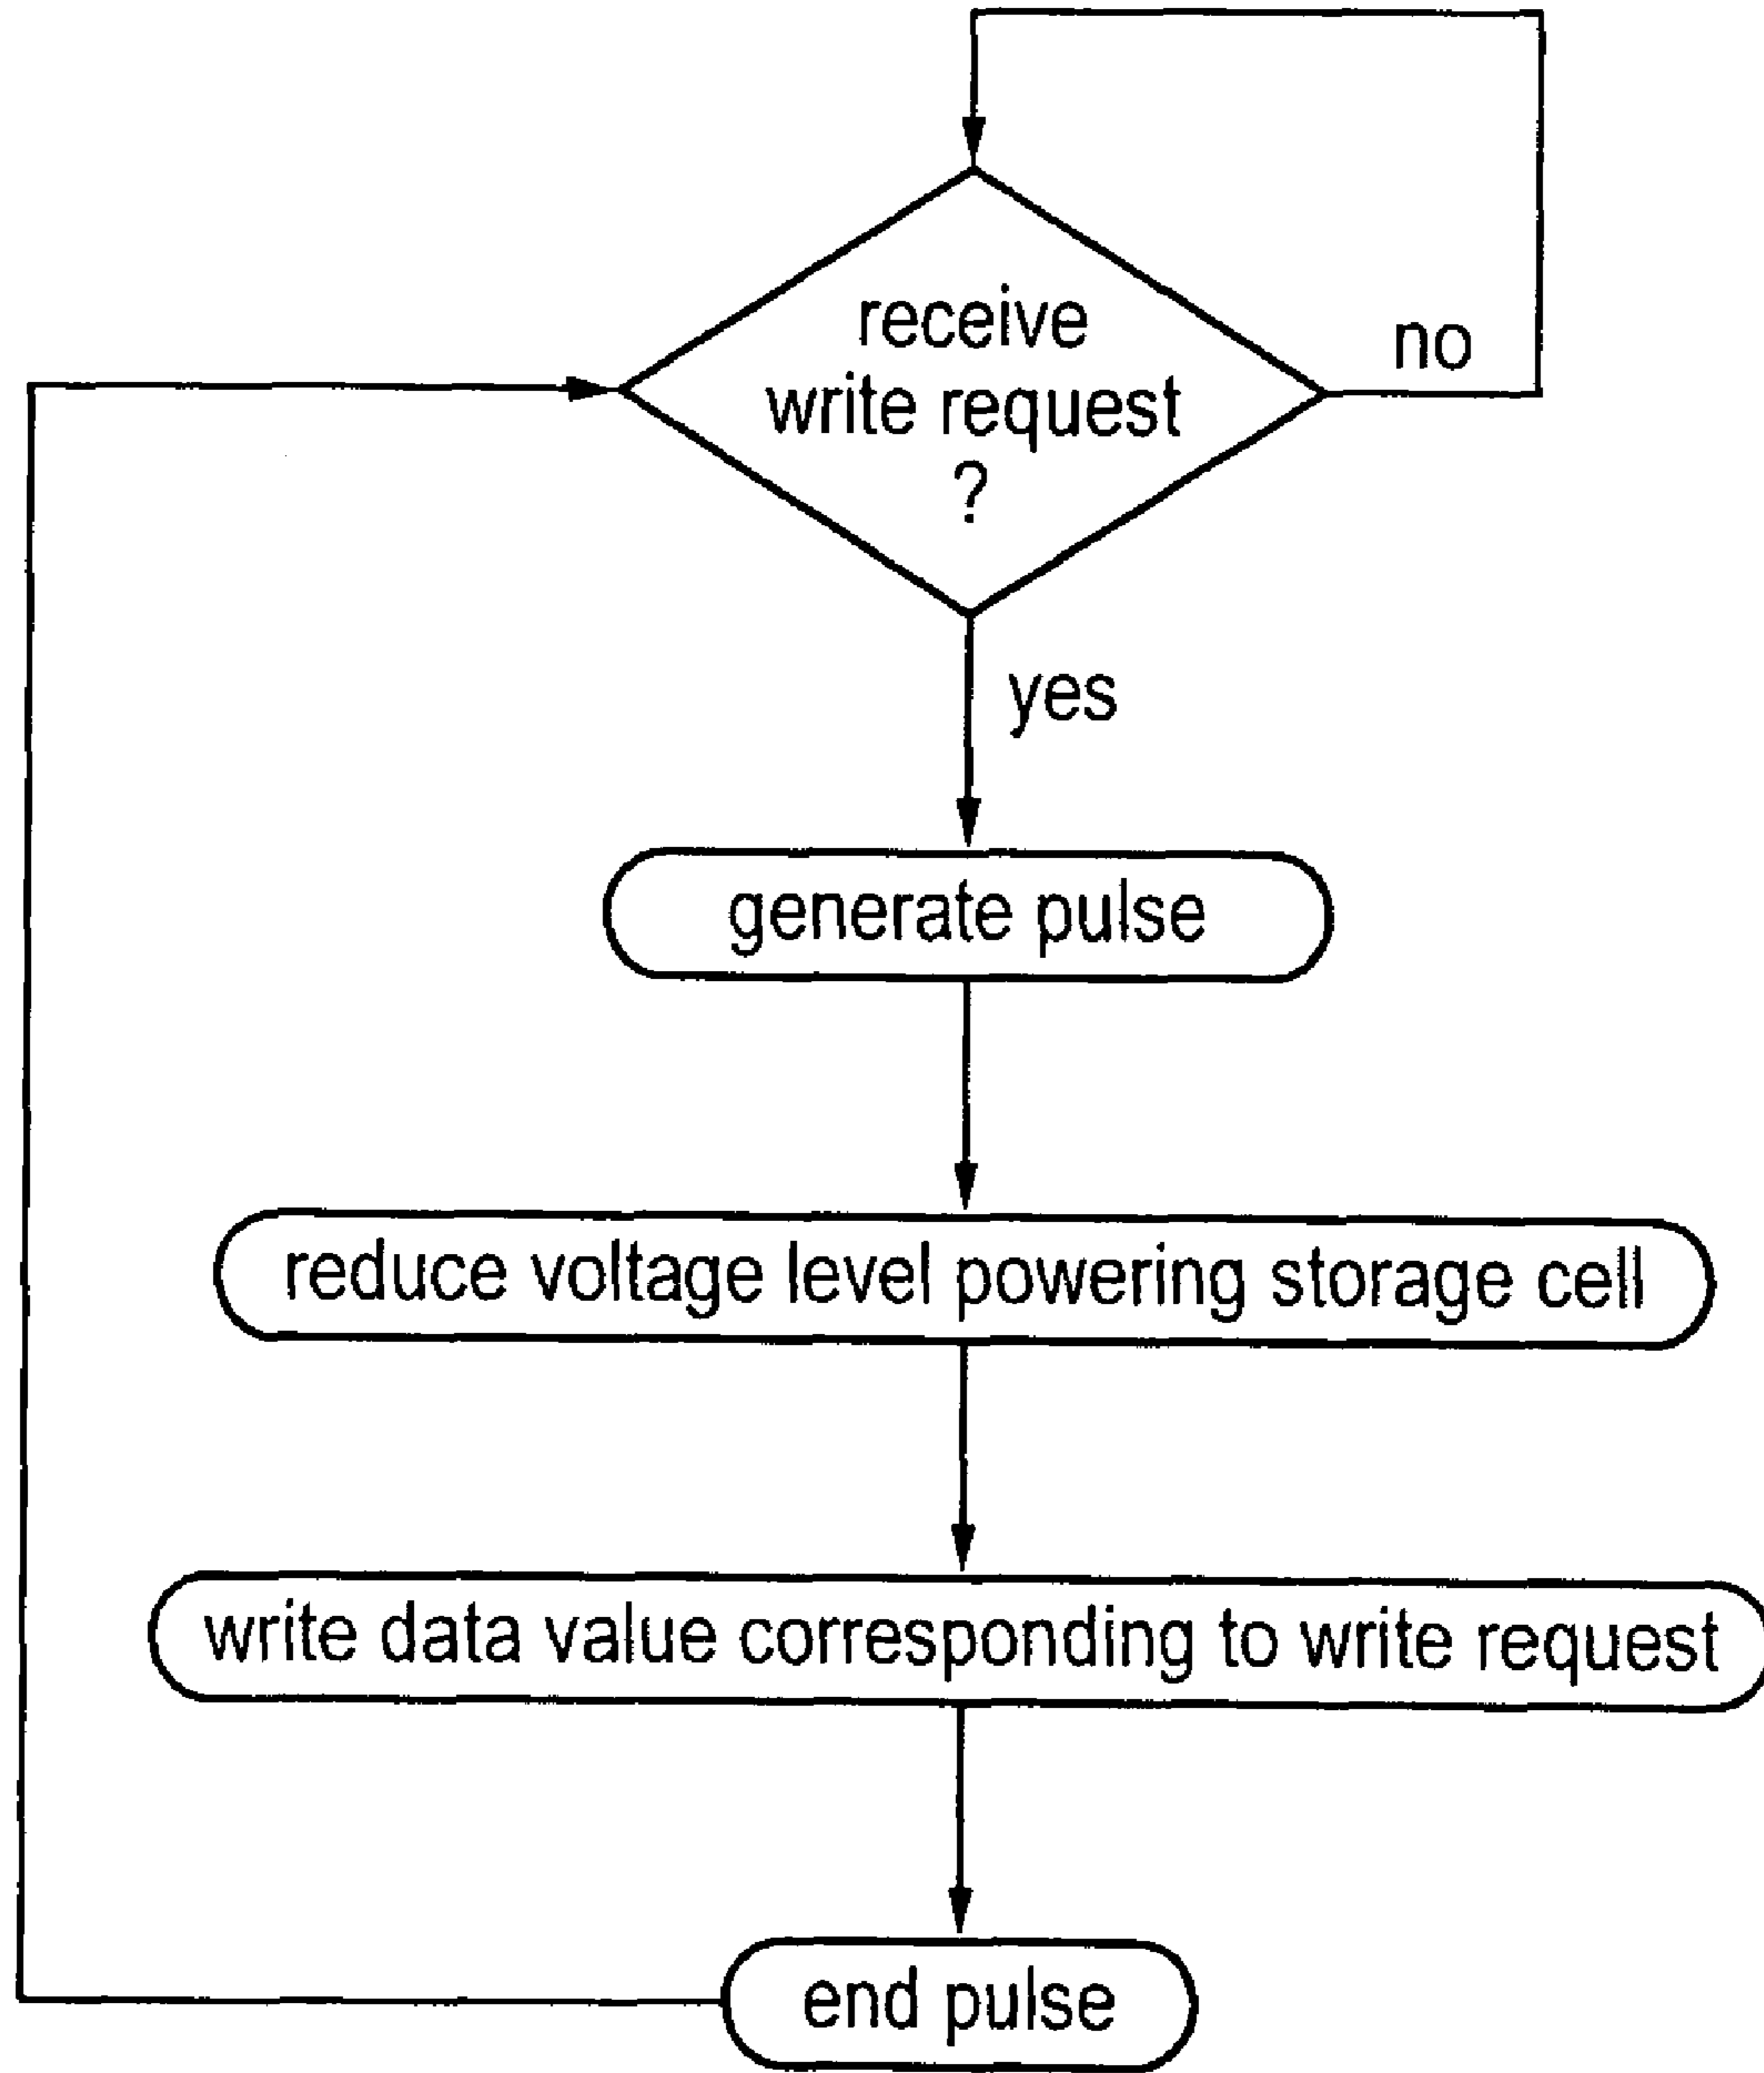 receive
write request
?
no
yes
generate pulse
reduce voltage level powering storage cell
write data value corresponding to write request
end pulse